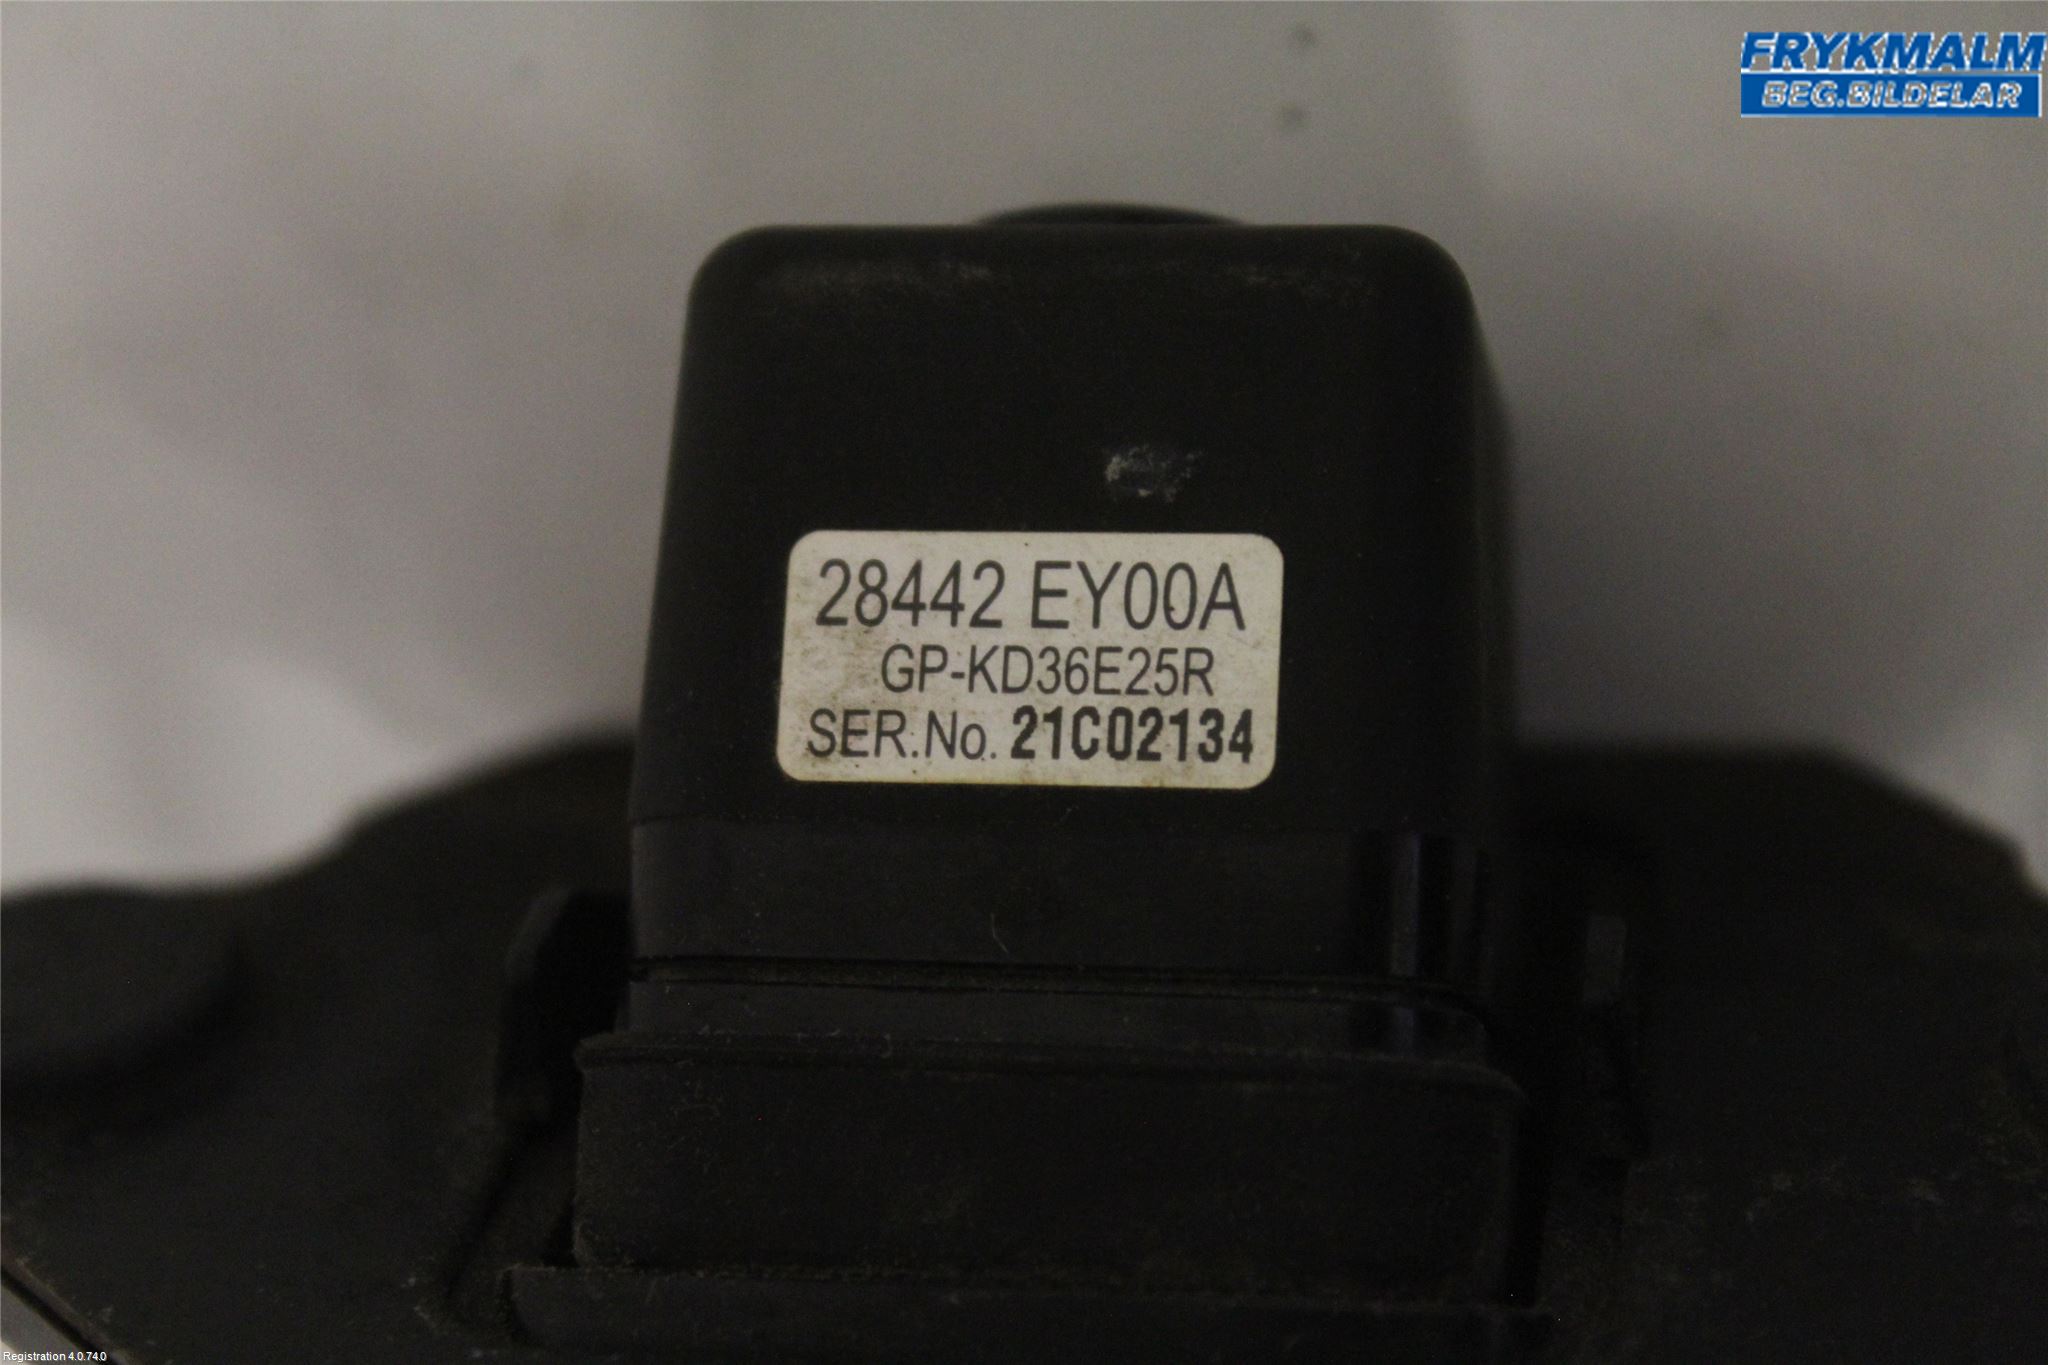 FRYKMALM
BEG.BILDELAR
28442 EY00A
GP-KD36E25R
SER.No. 21C02134
Registration 4.0.74.0